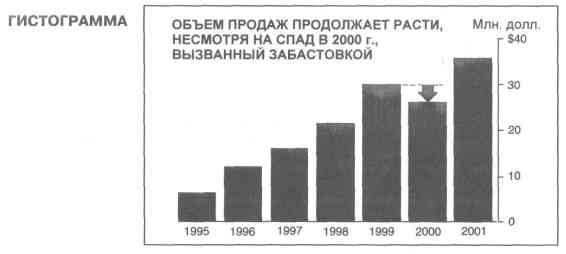 ГИСТОГРАММА
ОБЪЕМ ПРОДАЖ ПРОДОЛЖАЕТ РАСТИ,
НЕСМОТРЯ НА СПАД В 2000 г.,
ВЫЗВАННЫЙ ЗАБАСТОВКОЙ
Млн. долл.
$40
30
20
10
0
1995 1996 1997 1998 1999 2000 2001